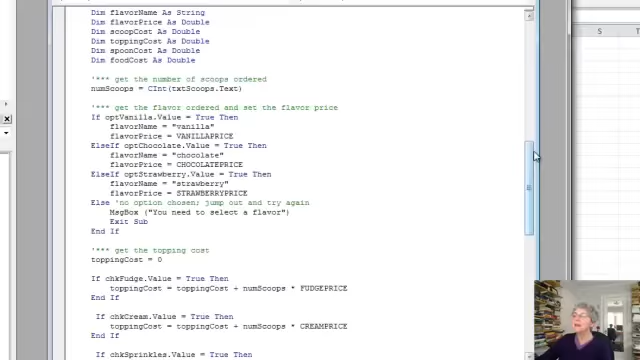 Dim flavorName As String
Dim flavorPrice As Double
Dim scoopCost As Double
Dim toppingCost As Double
Dim spoonCost As Double
Dim foodCost As Double
'*** get the number of scoops ordered
numScoops = CInt(txtScoops.Text)
'*** get the flavor ordered and set the flavor price
If optVanilla.Value = True Then
flavorName = "vanilla"
flavorPrice = VANILLAPRICE
ElseIf optChocolate.Value = True Then
flavorName = "chocolate"
flavorPrice = CHOCOLATEPRICE
ElseIf optStrawberry.Value = True Then
flavorName = "strawberry"
flavorPrice = STRAWBERRYPRICE
Else 'no option chosen; jump out and try again
MsgBox ("You need to select a flavor")
Exit Sub
End If
'*** get the topping cost
toppingCost = 0
If chkFudge.Value = True Then
toppingCost = toppingCost + numScoops * FUDGEPRICE
End If
If chkCream.Value = True Then
toppingCost = toppingCost + numScoops * CREAMPRICE
End If
If chkSprinkles.Value = True Then
S T